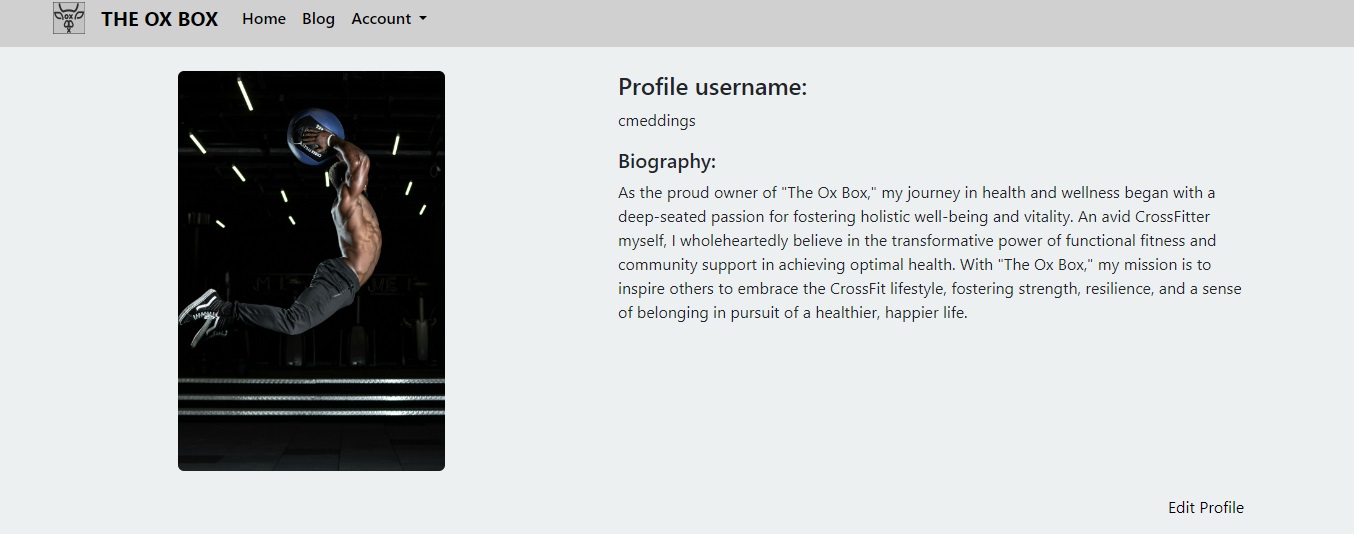 OX
THE OX BOX
Home
Blog
Account
Profile username:
cmeddings
Biography:
As the proud owner of "The Ox Box," my journey in health and wellness began with a
deep-seated passion for fostering holistic well-being and vitality. An avid CrossFitter
myself, I wholeheartedly believe in the transformative power of functional fitness and
community support in achieving optimal health. With "The Ox Box," my mission is to
inspire others to embrace the CrossFit lifestyle, fostering strength, resilience, and a sense
of belonging in pursuit of a healthier, happier life.
Edit Profile